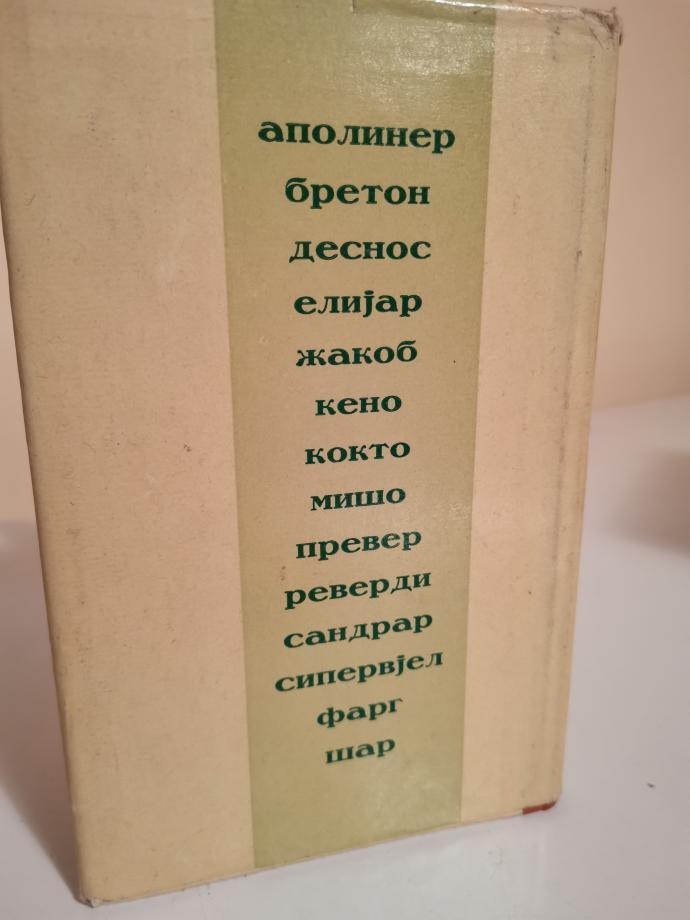 аполинер
бретон
деснос
елијар
жакоб
кено
кокто
мишо
превер
реверди
сандрар
сипервјел
фарг
шар